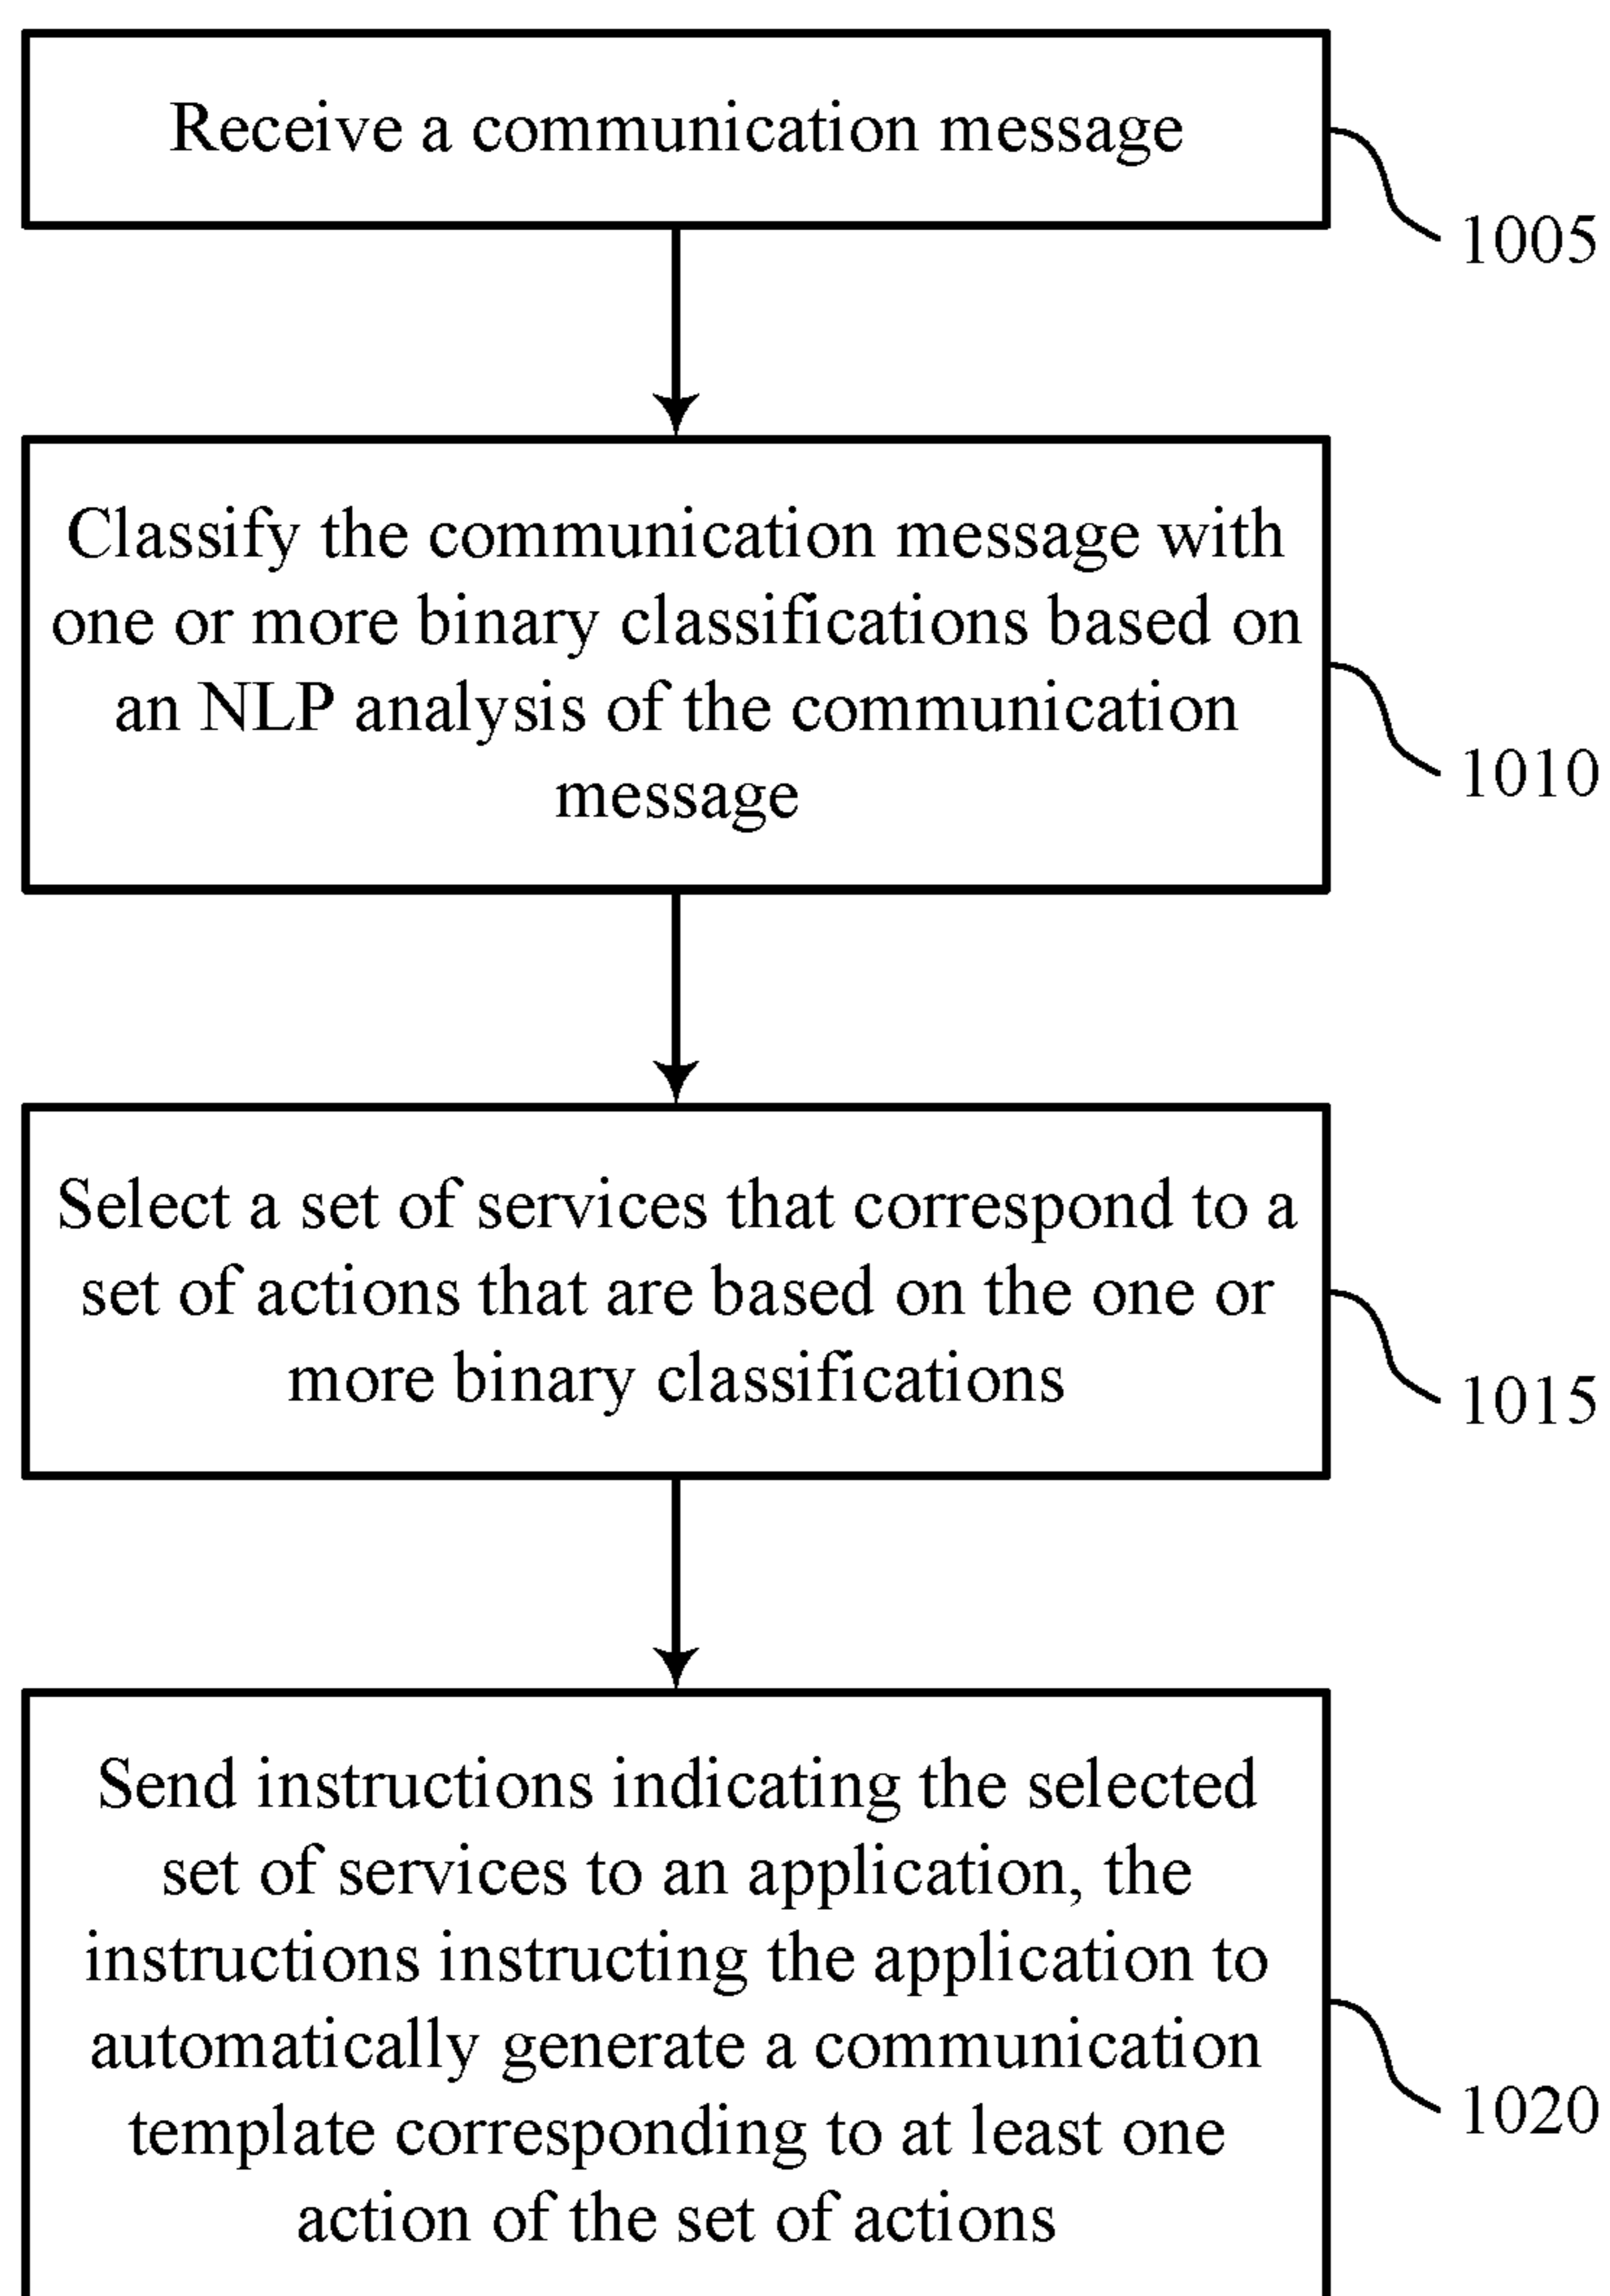 Receive a communication message
1005
Classify the communication message with
one or more binary classifications based on
an NLP analysis of the communication
message
1010
Select a set of services that correspond to a
set of actions that are based on the one or
more binary classifications
1015
Send instructions indicating the selected
set of services to an application, the
instructions instructing the application to
automatically generate a communication
template corresponding to at least one
action of the set of actions
1020